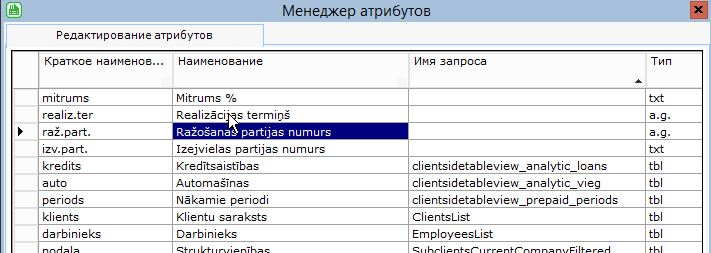 Менеджер атрибутов
Редактирование атрибутов
Краткое наименов... Наименование Имя запроса Тип
mitrums Mitrums % txt
realiz.ter Realizācijas termiņš a.g.
raž.part. Ražošanas partijas numurs a.g.
izv.part. Izejvielas partijas numurs txt
kredits Kredītsaistības clientsidetableview_analytic_loans tbl
auto Automašīnas clientsidetableview_analytic_vieg tbl
periods Nākamie periodi clientsidetableview_prepaid_periods tbl
klients Klientu saraksts ClientsList tbl
darbinieks Darbinieks EmployeesList tbl
nodala Struktūrvienības SubclientsCurrentCompanyFiltered tbl